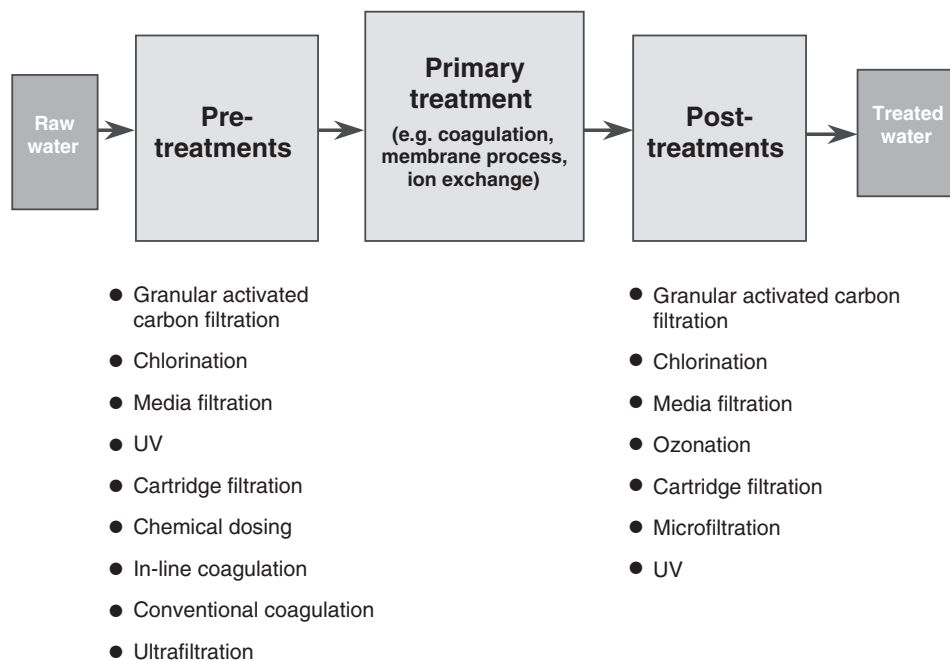 Raw
water
Pre-
treatments
Primary
treatment
(e.g. coagulation,
membrane process,
ion exchange)
Post-
treatments
Treated
water
● Granular activated
carbon filtration
● Chlorination
● Media filtration
● UV
● Cartridge filtration
● Chemical dosing
● In-line coagulation
● Conventional coagulation
● Ultrafiltration
● Granular activated carbon
filtration
● Chlorination
● Media filtration
● Ozonation
● Cartridge filtration
● Microfiltration
● UV